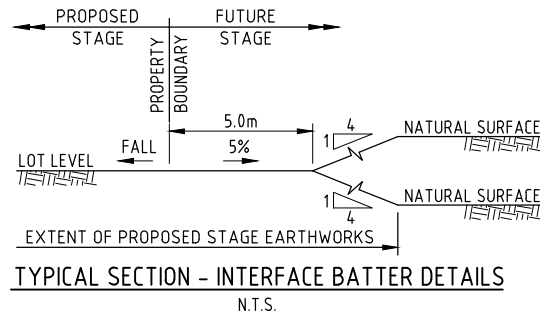 PROPOSED STAGE
FUTURE STAGE
PROPERTY BOUNDARY
5.0m
FALL
5%
LOT LEVEL
1
4
NATURAL SURFACE
NATURAL SURFACE
1
4
EXTENT OF PROPOSED STAGE EARTHWORKS
TYPICAL SECTION - INTERFACE BATTER DETAILS
N.T.S.